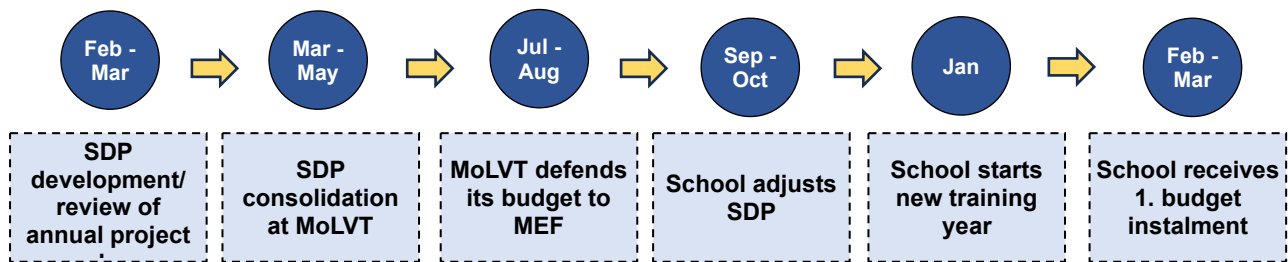 Feb -
Mar
Mar -
May
Jul -
Aug
Sep -
Oct
Jan
Feb -
Mar
SDP
development/
review of
annual project
SDP
consolidation
at MoLVT
MoLVT defends
its budget to
MEF
School adjusts
SDP
School starts
new training
year
School receives
1. budget
instalment